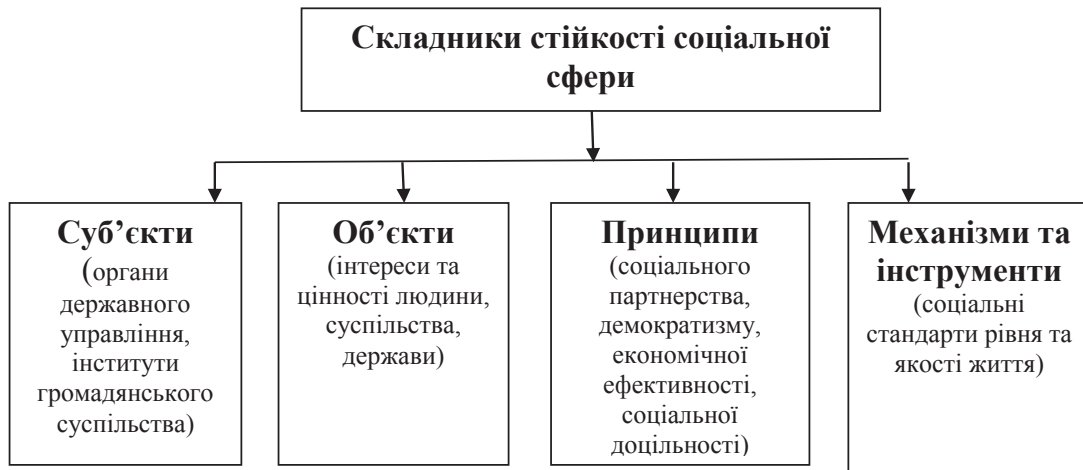 Складники стійкості соціальної
сфери
Суб’єкти
(органи
державного
управління,
інститути
громадянського
суспільства)
Об’єкти
(інтереси та
цінності людини,
суспільства,
держави)
Принципи
(соціального
партнерства,
демократизму,
економічної
ефективності,
соціальної
доцільності)
Механізми та
інструменти
(соціальні
стандарти рівня та
якості життя)